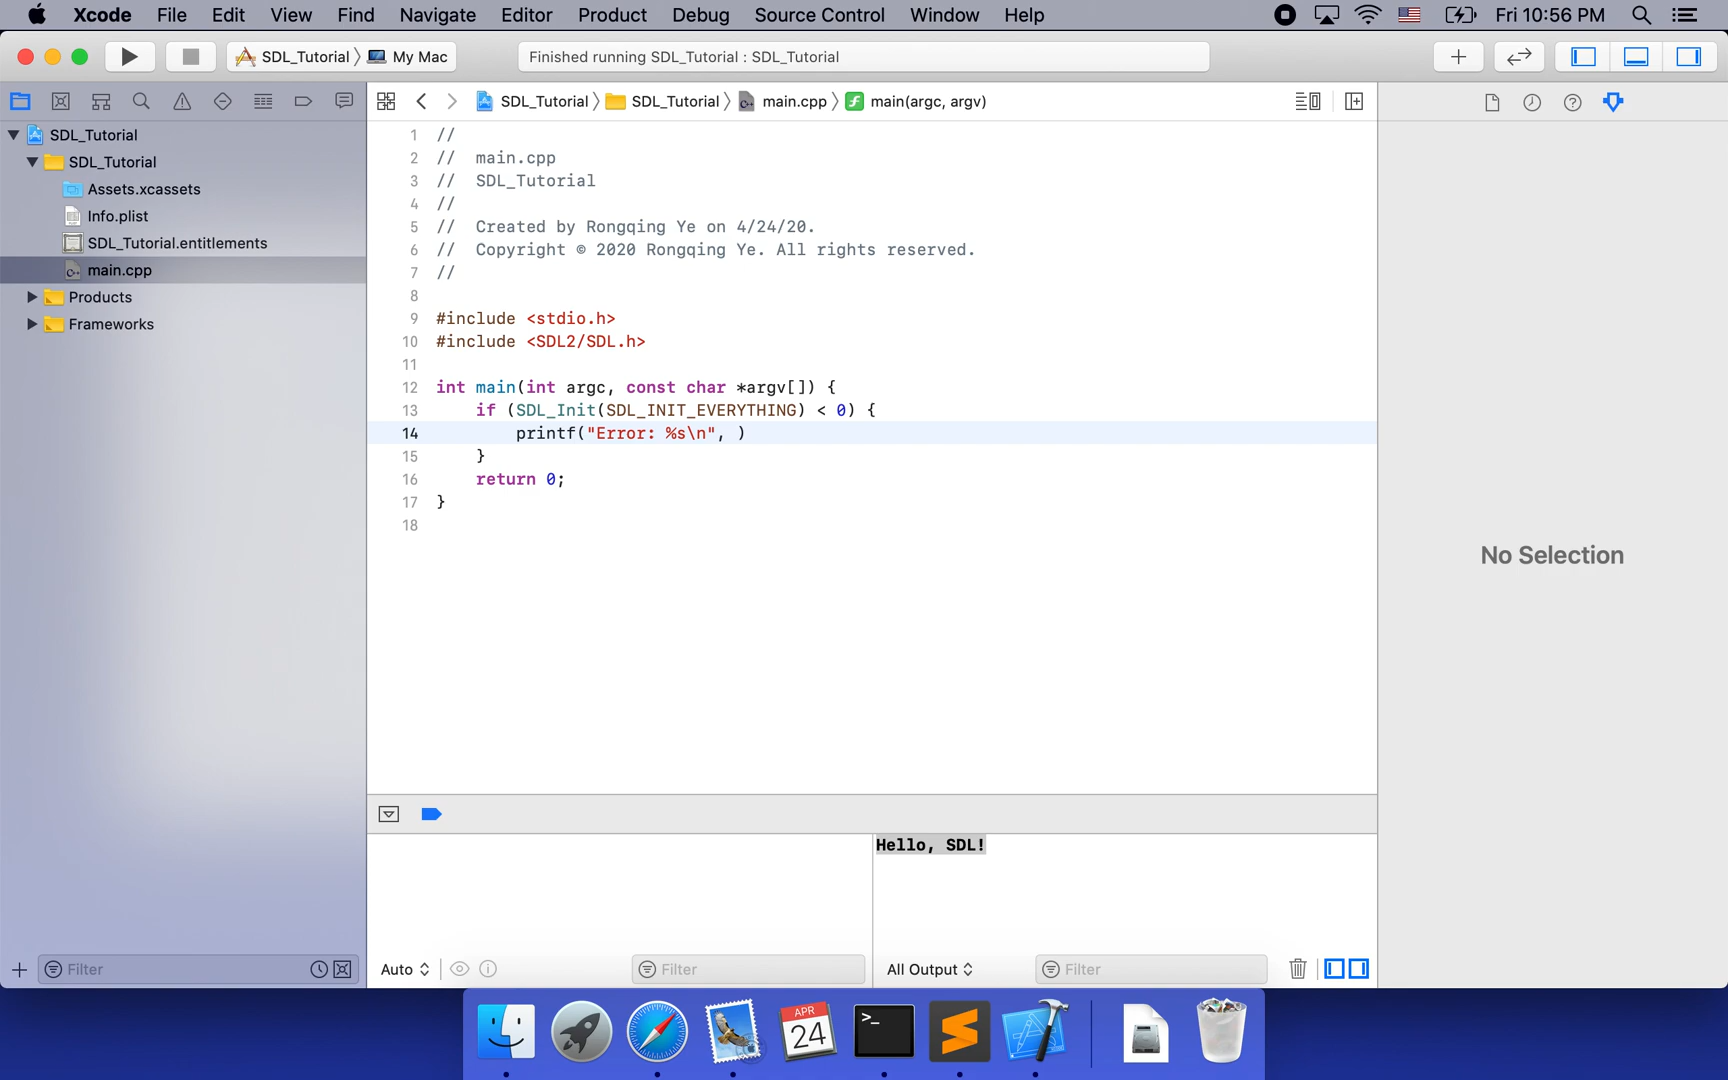 Xcode File Edit View Find Navigate Editor Product Debug Source Control Window Help Fri 10:56 PM
SDL_Tutorial My Mac Finished running SDL_Tutorial : SDL_Tutorial
SDL_Tutorial SDL_Tutorial main.cpp main(argc, argv)
SDL_Tutorial
SDL_Tutorial
Assets.xcassets
Info.plist
SDL_Tutorial.entitlements
main.cpp
Products
Frameworks
1 //
2 // main.cpp
3 // SDL_Tutorial
4 //
5 // Created by Rongqing Ye on 4/24/20.
6 // Copyright © 2020 Rongqing Ye. All rights reserved.
7 //
8
9 #include <stdio.h>
10 #include <SDL2/SDL.h>
11
12 int main(int argc, const char *argv[]) {
13 if (SDL_Init(SDL_INIT_EVERYTHING) < 0) {
14 printf("Error: %s\n", )
15 }
16 return 0;
17 }
18
No Selection
Hello, SDL!
Filter Auto Filter All Output Filter
APR
24
>_